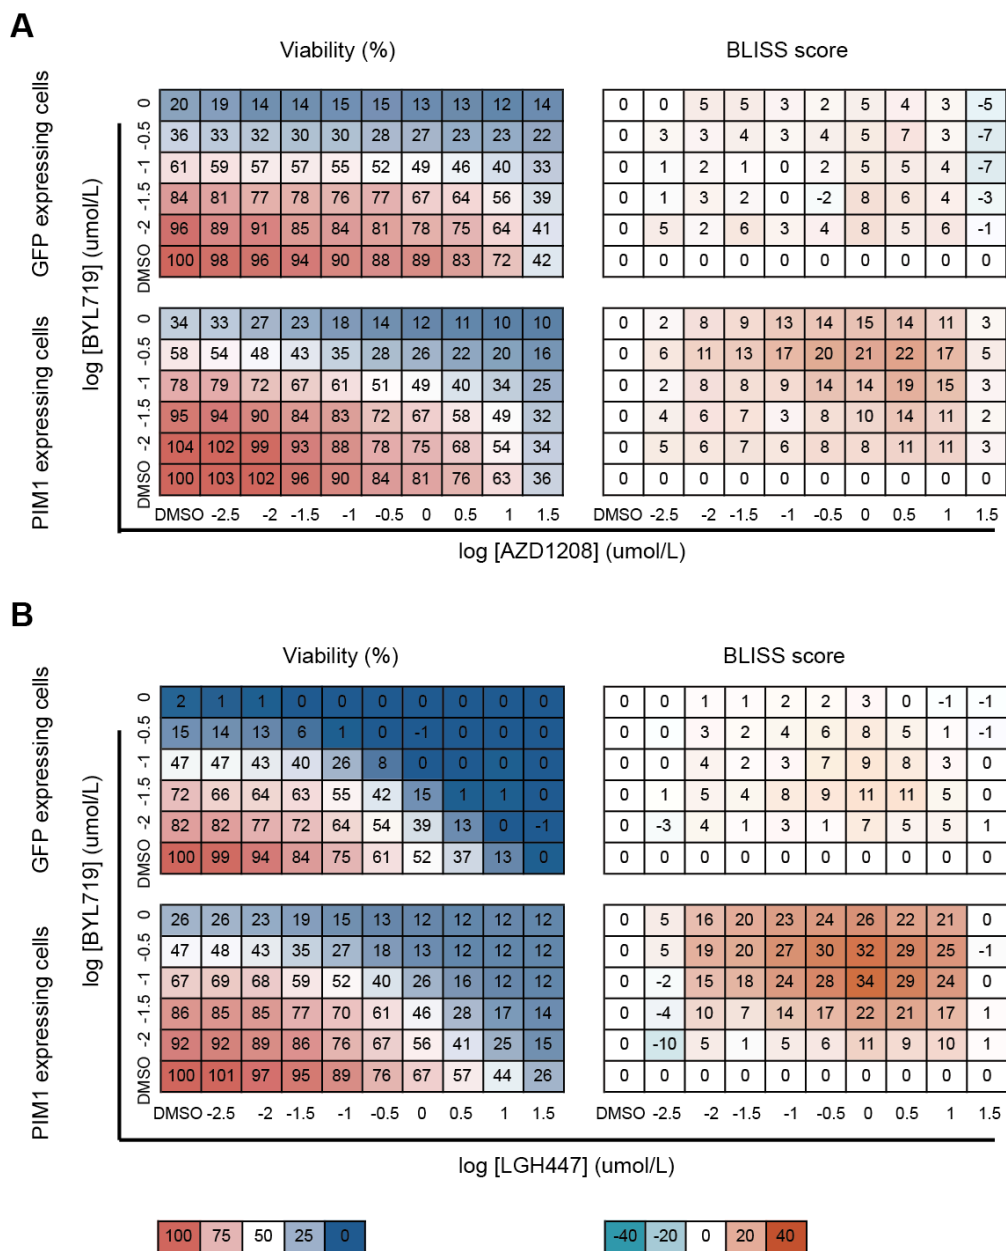 A
Viability (%)
BLISS score
GFP expressing cells
PIM1 expressing cells
log [BYL719] (umol/L)
0 20 19 14 14 15 15 13 13 12 14 0 0 5 5 3 2 5 4 3 -5
-0.5 36 33 32 30 30 28 27 23 23 22 0 3 3 4 3 4 5 7 3 -7
-1 61 59 57 57 55 52 49 46 40 33 0 1 2 1 0 2 5 5 4 -7
-1.5 84 81 77 78 76 77 67 64 56 39 0 1 3 2 0 -2 8 6 4 -3
-2 96 89 91 85 84 81 78 75 64 41 0 5 2 6 3 4 8 5 6 -1
DMSO 100 98 96 94 90 88 89 83 72 42 0 0 0 0 0 0 0 0 0 0
0 34 33 27 23 18 14 12 11 10 10 0 2 8 9 13 14 15 14 11 3
-0.5 58 54 48 43 35 28 26 22 20 16 0 6 11 13 17 20 21 22 17 5
-1 78 79 72 67 61 51 49 40 34 25 0 2 8 8 9 14 14 19 15 3
-1.5 95 94 90 84 83 72 67 58 49 32 0 4 6 7 3 8 10 14 11 2
-2 104 102 99 93 88 78 75 68 54 34 0 5 6 7 6 8 8 11 11 3
DMSO 100 103 102 96 90 84 81 76 63 36 0 0 0 0 0 0 0 0 0 0
DMSO -2.5 -2 -1.5 -1 -0.5 0 0.5 1 1.5 DMSO -2.5 -2 -1.5 -1 -0.5 0 0.5 1 1.5
log [AZD1208] (umol/L)
B
Viability (%)
BLISS score
GFP expressing cells
PIM1 expressing cells
log [BYL719] (umol/L)
0 2 1 1 0 0 0 0 0 0 0 0 0 1 1 2 2 3 0 -1 -1
-0.5 15 14 13 6 1 0 -1 0 0 0 0 0 3 2 4 6 8 5 1 -1
-1 47 47 43 40 26 8 0 0 0 0 0 0 4 2 3 7 9 8 3 0
-1.5 72 66 64 63 55 42 15 1 1 0 0 1 5 4 8 9 11 11 5 0
-2 82 82 77 72 64 54 39 13 0 -1 0 -3 4 1 3 1 7 5 5 1
DMSO 100 99 94 84 75 61 52 37 13 0 0 0 0 0 0 0 0 0 0 0
0 26 26 23 19 15 13 12 12 12 12 0 5 16 20 23 24 26 22 21 0
-0.5 47 48 43 35 27 18 13 12 12 12 0 5 19 20 27 30 32 29 25 -1
-1 67 69 68 59 52 40 26 16 12 12 0 -2 15 18 24 28 34 29 24 0
-1.5 86 85 85 77 70 61 46 28 17 14 0 -4 10 7 14 17 22 21 17 1
-2 92 92 89 86 76 67 56 41 25 15 0 -10 5 1 5 6 11 9 10 1
DMSO 100 101 97 95 89 76 67 57 44 26 0 0 0 0 0 0 0 0 0 0
DMSO -2.5 -2 -1.5 -1 -0.5 0 0.5 1 1.5 DMSO -2.5 -2 -1.5 -1 -0.5 0 0.5 1 1.5
log [LGH447] (umol/L)
100 75 50 25 0 -40 -20 0 20 40